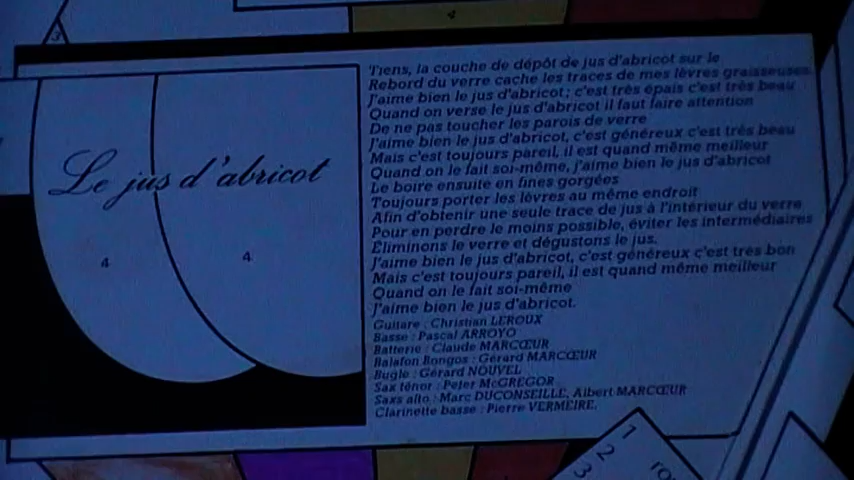 Le jus d'abricot
4
4
Tiens, la couche de dépôt de jus d'abricot sur le
Rebord du verre cache les traces de mes lèvres graisseuses
J'aime bien le jus d'abricot; c'est très épais c'est très beau
Quand on verse le jus d'abricot il faut faire attention
De ne pas toucher les parois de verre
J'aime bien le jus d'abricot, c'est généreux c'est très beau
Mais c'est toujours pareil, il est quand même meilleur
Quand on le fait soi-même, j'aime bien le jus d'abricot
Le boire ensuite en fines gorgées
Toujours porter les lèvres au même endroit
Afin d'obtenir une seule trace de jus à l'intérieur du verre
Pour en perdre le moins possible, éviter les intermédiaires
Éliminons le verre et dégustons le jus.
J'aime bien le jus d'abricot, c'est généreux c'est très bon
Mais c'est toujours pareil, il est quand même meilleur
Quand on le fait soi-même
J'aime bien le jus d'abricot.
Guitare : Christian LEROUX
Basse : Pascal ARROYO
Batterie : Claude MARCŒUR
Balafon Bongos : Gérard MARCŒUR
Bugle : Gérard NOUVEL
Sax ténor : Peter McGREGOR
Saxs alto : Marc DUCONSEILLE, Albert MARCŒUR
Clarinette basse : Pierre VERMEIRE.
1
2
3